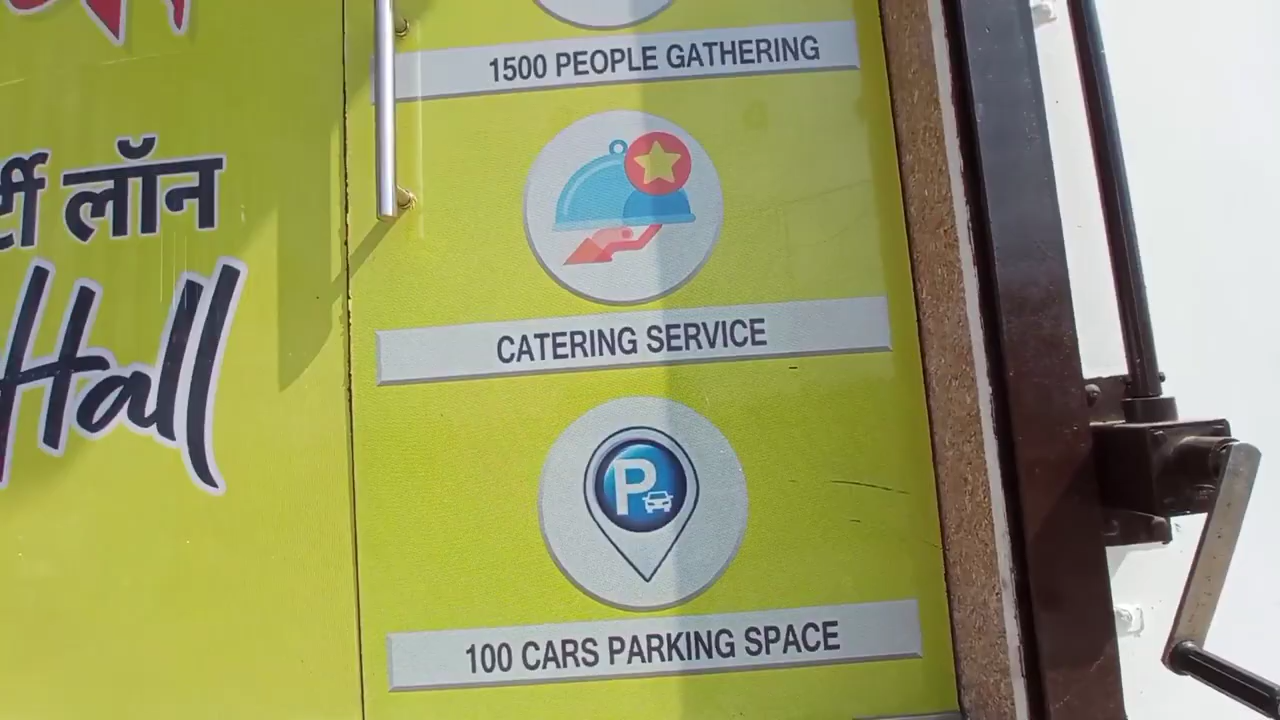 लॉन
Hall
1500 PEOPLE GATHERING
CATERING SERVICE
P
100 CARS PARKING SPACE